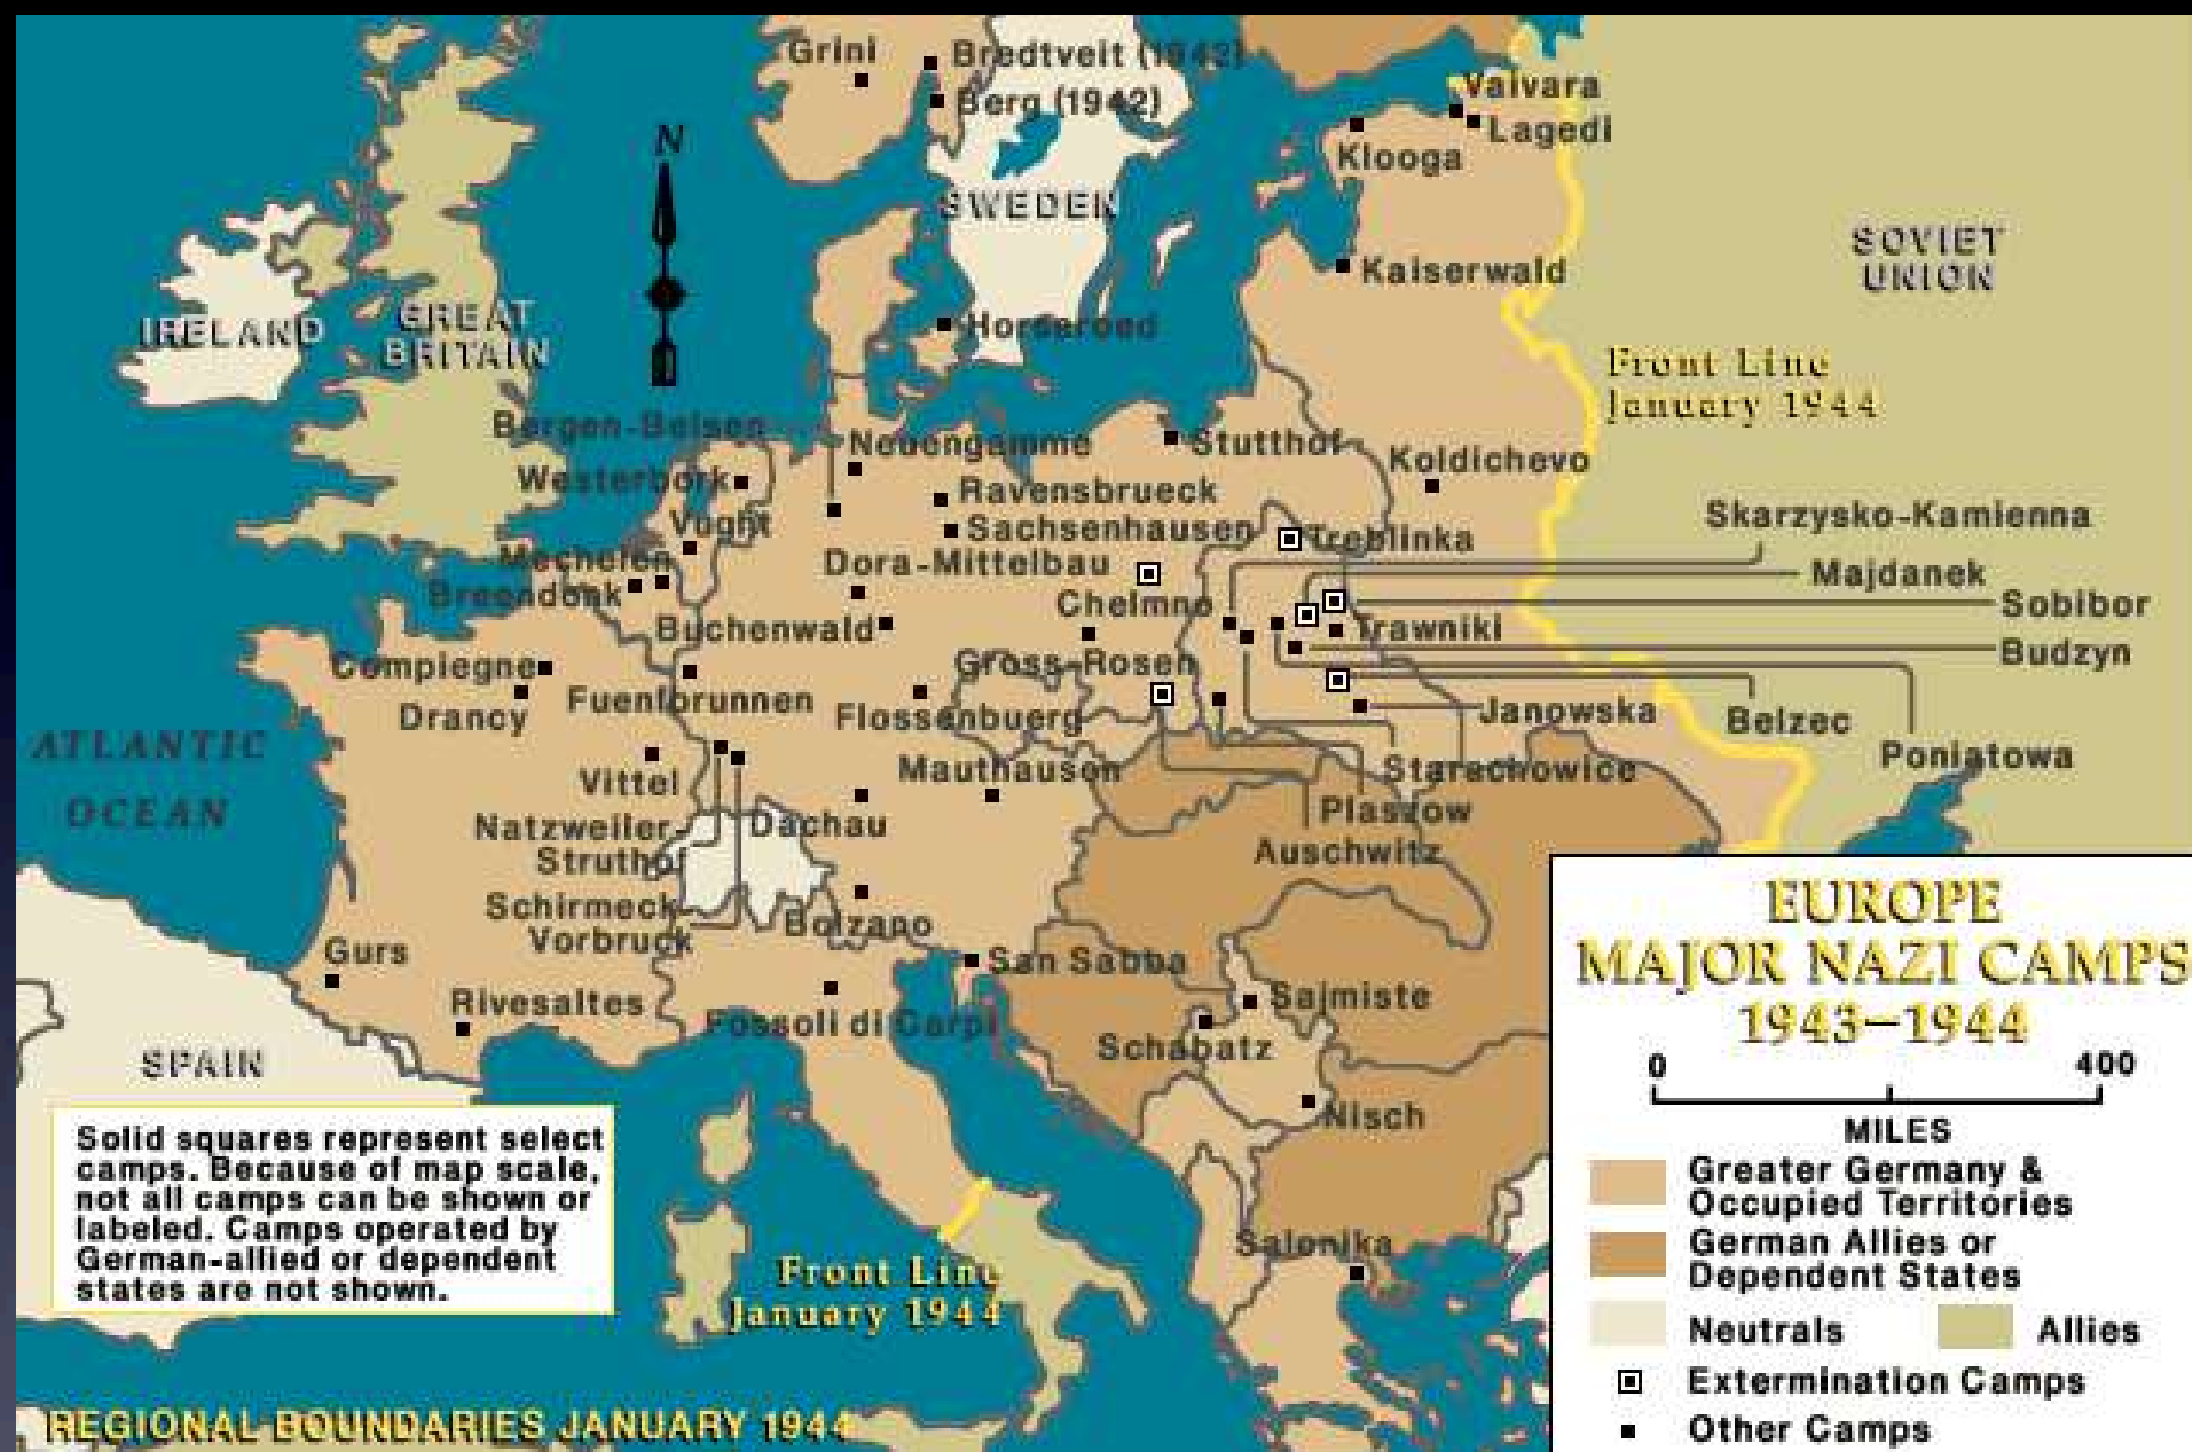 Grini
Bredtveit (1942)
Berg (1942)
Vaivara
Lagedi
Klooga
N
SWEDEN
SOVIET
UNION
Kaiserwald
IRELAND
GREAT
BRITAIN
Horseroed
Front Line
January 1944
Bergen-Belsen
Neuengamme
Stutthof
Koldichevo
Westerbork
Ravensbrueck
Skarzysko-Kamienna
Vught
Sachsenhausen
Treblinka
Mechelen
Dora-Mittelbau
Majdanek
Breendonk
Chelmno
Sobibor
Buchenwald
Trawniki
Budzyn
Compiegne
Gross-Rosen
Drancy
Fuenfbrunnen
Flossenbuerg
Janowska
Belzec
ATLANTIC
OCEAN
Poniatowa
Vittel
Mauthausen
Starachowice
Plaszow
Natzweiler-
Struthof
Dachau
Auschwitz
Schirmeck-
Vorbruck
Bolzano
Gurs
San Sabba
Rivesaltes
Sajmiste
Fossoli di Carpi
Schabatz
SPAIN
Nisch
Solid squares represent select
camps. Because of map scale,
not all camps can be shown or
labeled. Camps operated by
German-allied or dependent
states are not shown.
Salonika
Front Line
January 1944
REGIONAL BOUNDARIES JANUARY 1944
EUROPE
MAJOR NAZI CAMPS
1943–1944
0 400
MILES
Greater Germany &
Occupied Territories
German Allies or
Dependent States
Neutrals
Allies
Extermination Camps
Other Camps